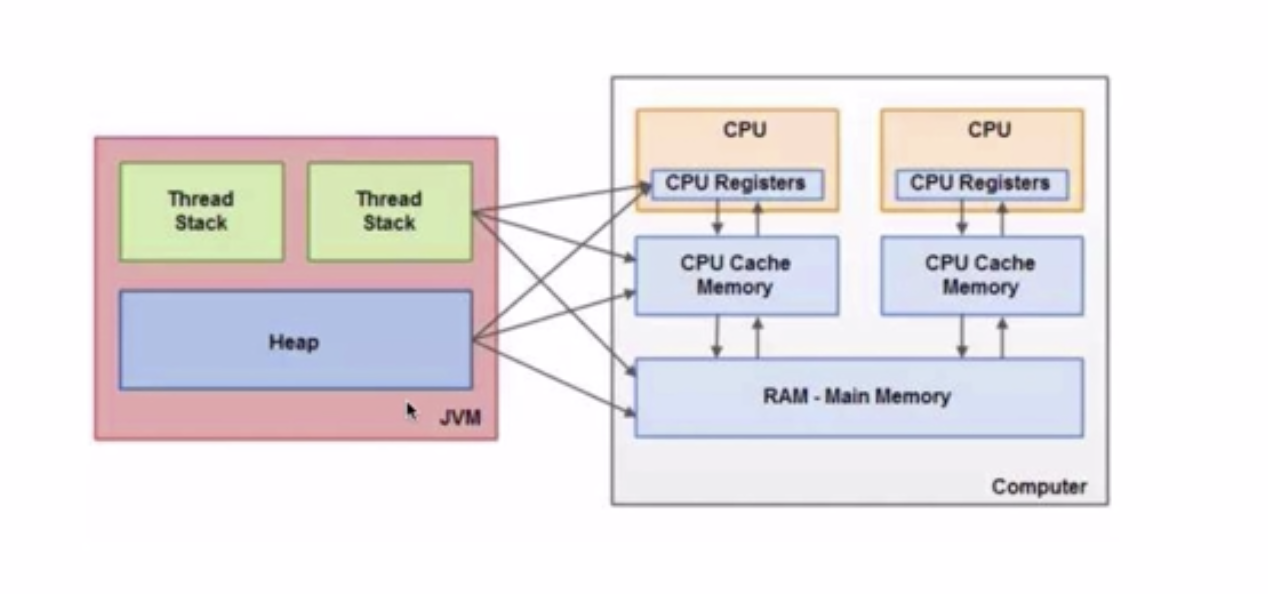 CPU
CPU
CPU Registers
CPU Registers
Thread
Stack
Thread
Stack
CPU Cache
Memory
CPU Cache
Memory
Heap
RAM - Main Memory
JVM
Computer